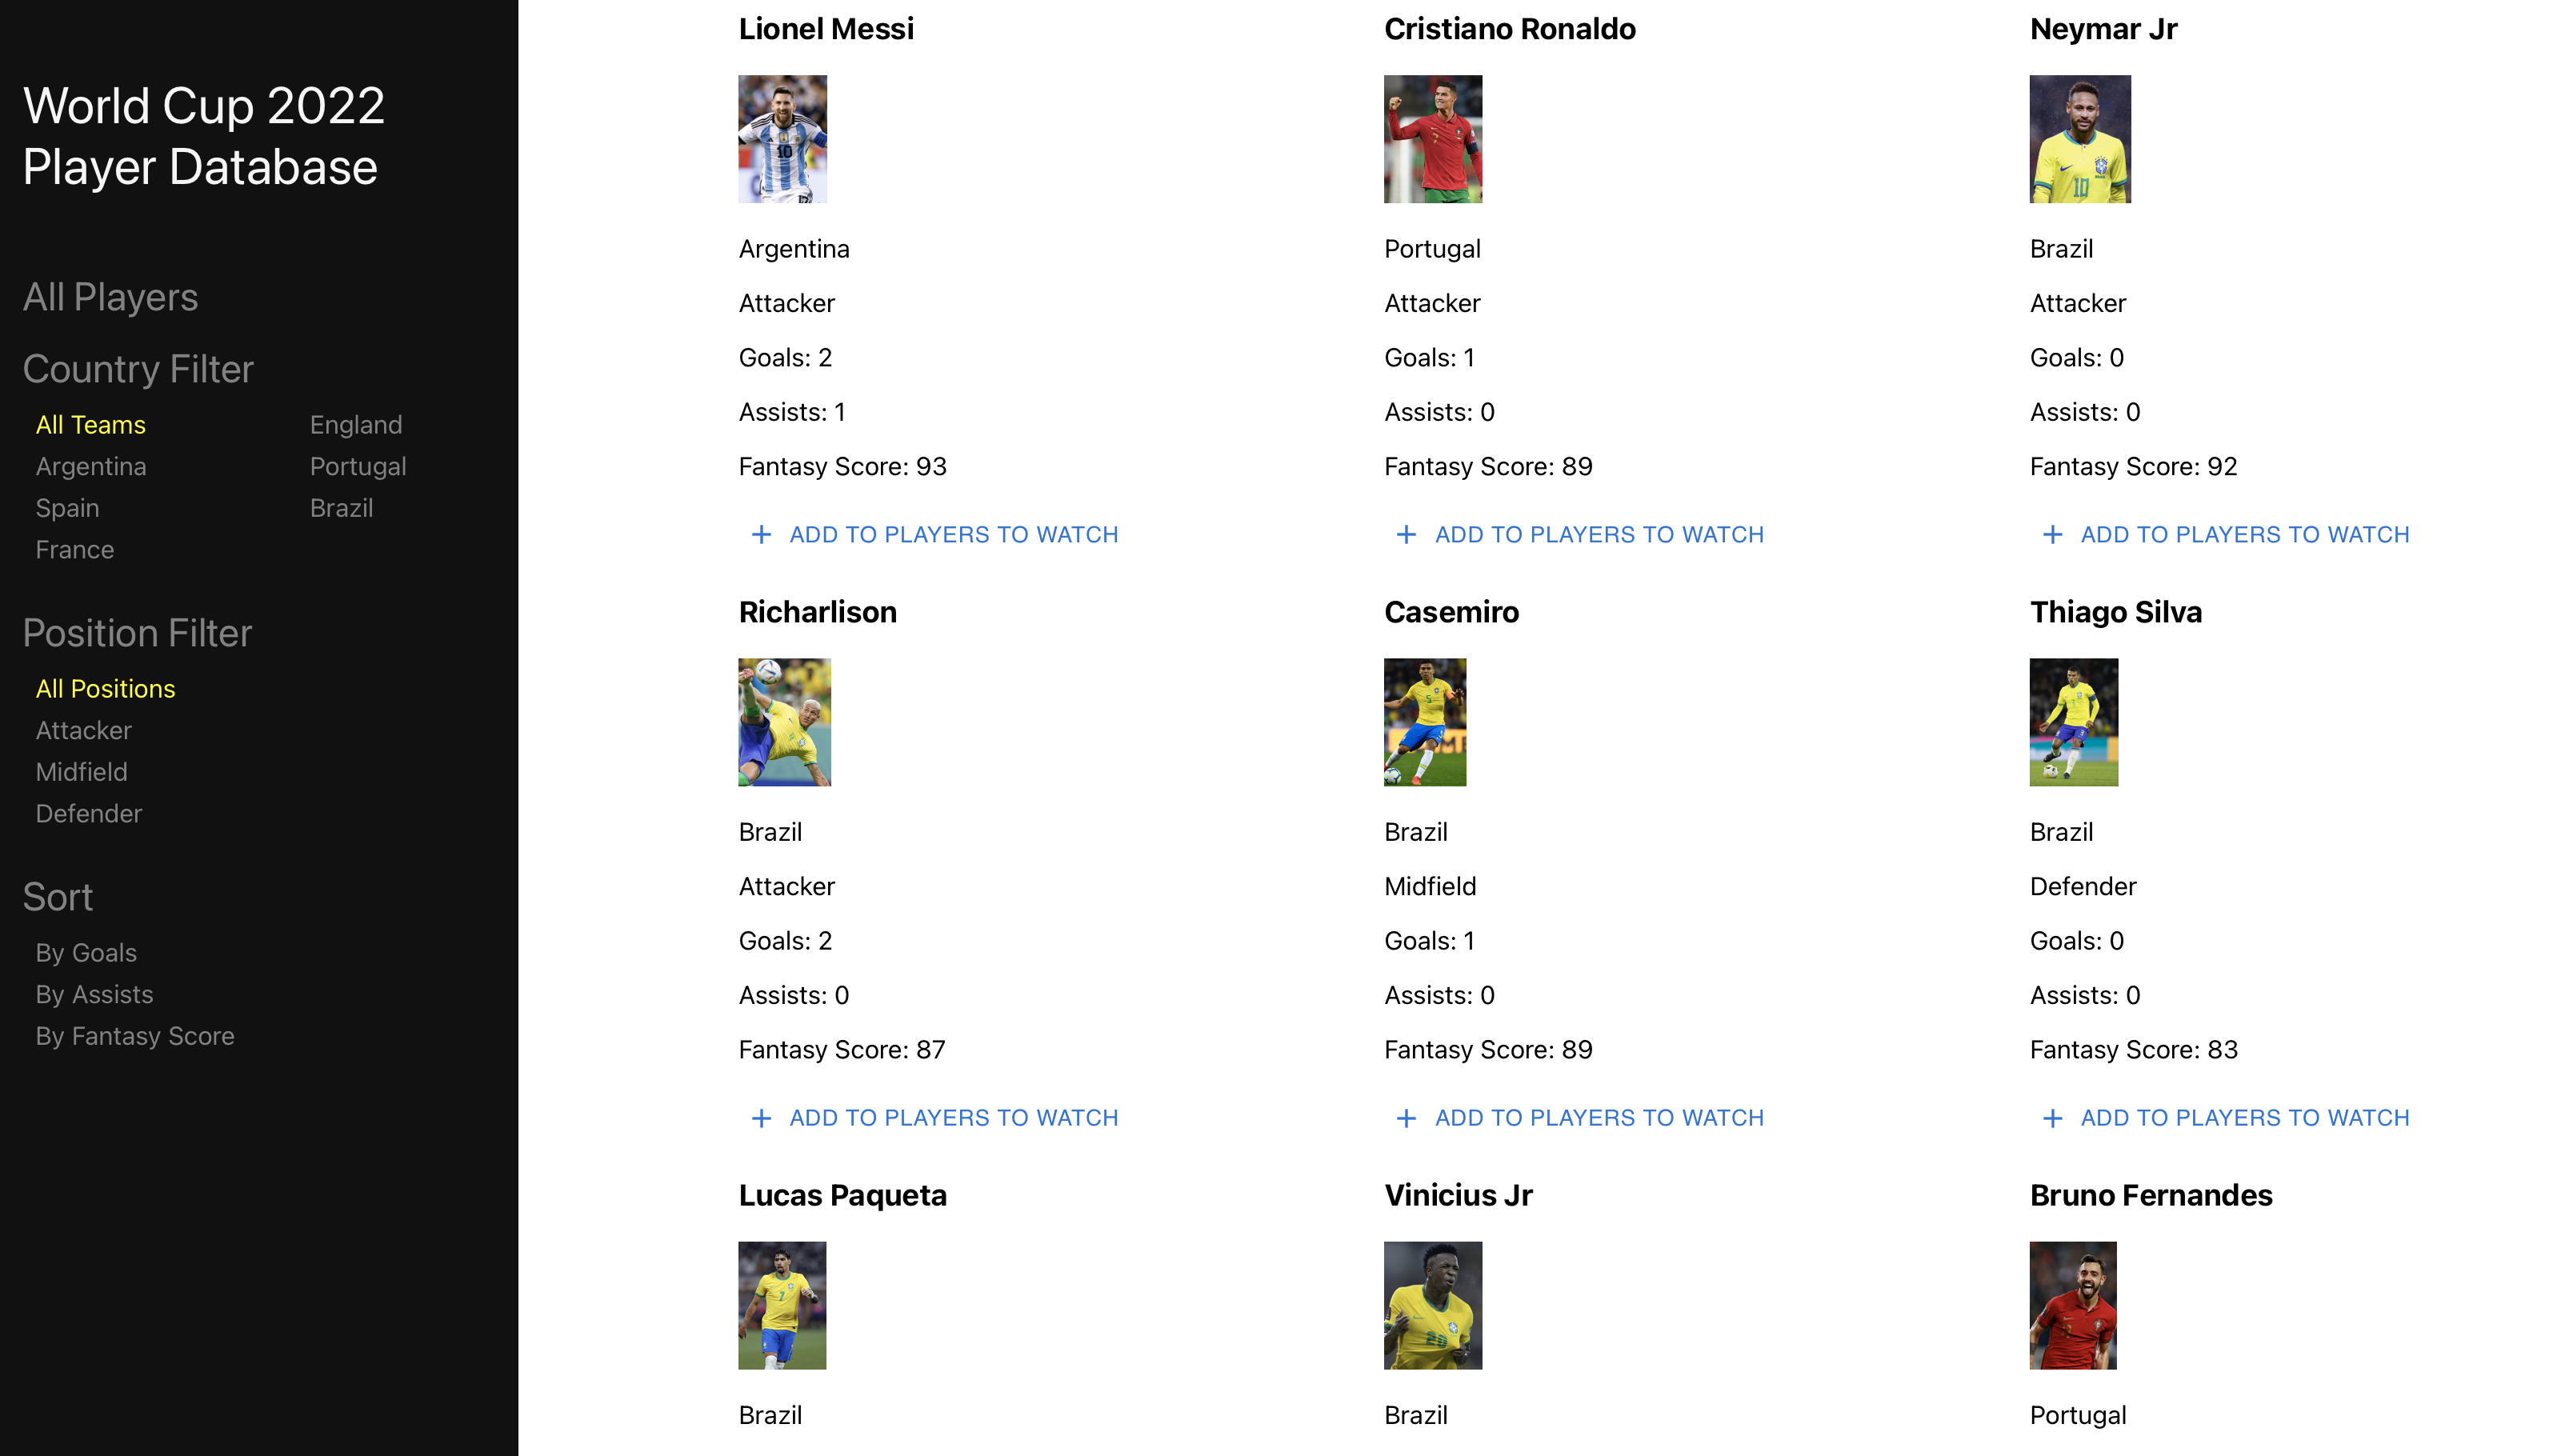 World Cup 2022
Player Database
All Players
Country Filter
All Teams
England
Argentina
Portugal
Spain
Brazil
France
Position Filter
All Positions
Attacker
Midfield
Defender
Sort
By Goals
By Assists
By Fantasy Score
Lionel Messi
10
Argentina
Attacker
Goals: 2
Assists: 1
Fantasy Score: 93
+ ADD TO PLAYERS TO WATCH
Cristiano Ronaldo
Portugal
Attacker
Goals: 1
Assists: 0
Fantasy Score: 89
+ ADD TO PLAYERS TO WATCH
Neymar Jr
10
Brazil
Attacker
Goals: 0
Assists: 0
Fantasy Score: 92
+ ADD TO PLAYERS TO WATCH
Richarlison
Brazil
Attacker
Goals: 2
Assists: 0
Fantasy Score: 87
+ ADD TO PLAYERS TO WATCH
Casemiro
5
Brazil
Midfield
Goals: 1
Assists: 0
Fantasy Score: 89
+ ADD TO PLAYERS TO WATCH
Thiago Silva
Brazil
Defender
Goals: 0
Assists: 0
Fantasy Score: 83
+ ADD TO PLAYERS TO WATCH
Lucas Paqueta
7
Brazil
Vinicius Jr
20
Brazil
Bruno Fernandes
Portugal